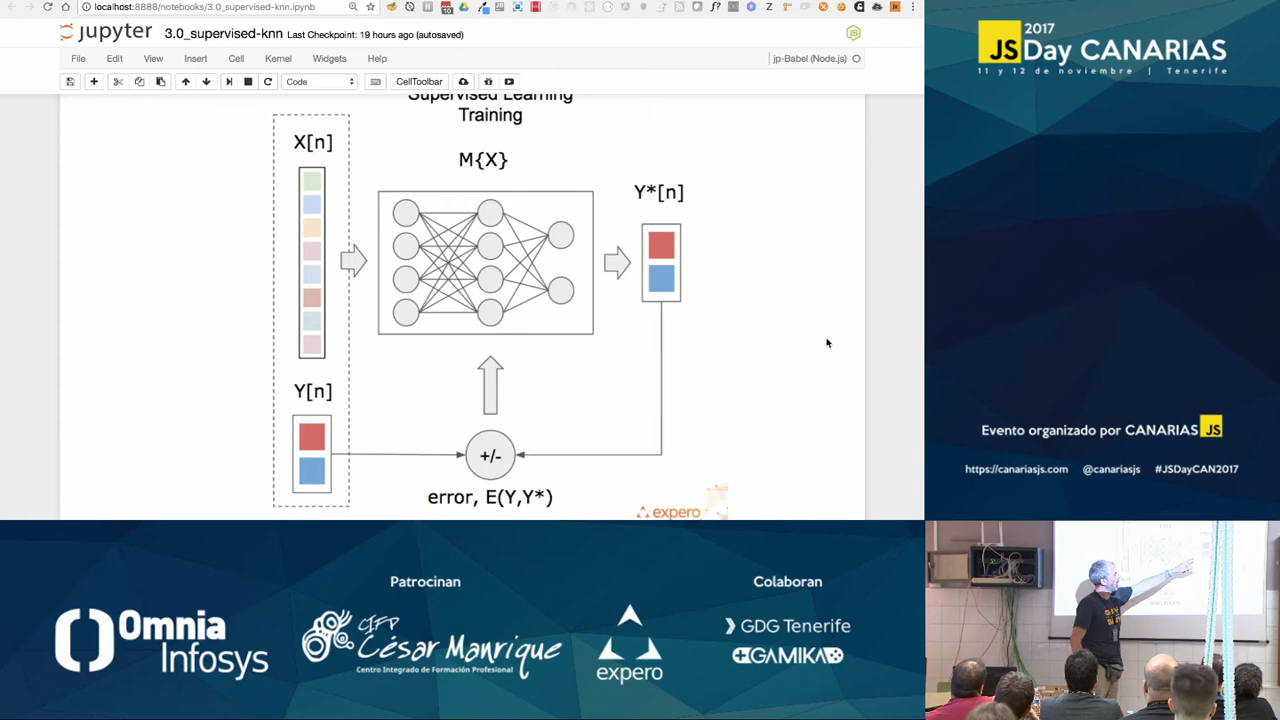 localhost:8888/notebooks/3.0_supervised-knn.ipynb
jupyter 3.0_supervised-knn Last Checkpoint: 19 hours ago (autosaved)
File Edit View Insert Cell Kernel Widgets Help jp-Babel (Node.js)
Code CellToolbar
Supervised Learning
Training
X[n]
M{X}
Y*[n]
Y[n]
+/-
error, E(Y,Y*)
expero
2017
JS Day CANARIAS
11 y 12 de noviembre | Tenerife
Evento organizado por CANARIAS JS
https://canariasjs.com @canariasjs #JSDayCAN2017
Patrocinan
Omnia
Infosys
CIFP
César Manrique
Centro Integrado de Formación Profesional
expero
Colaboran
GDG Tenerife
GAMIKA